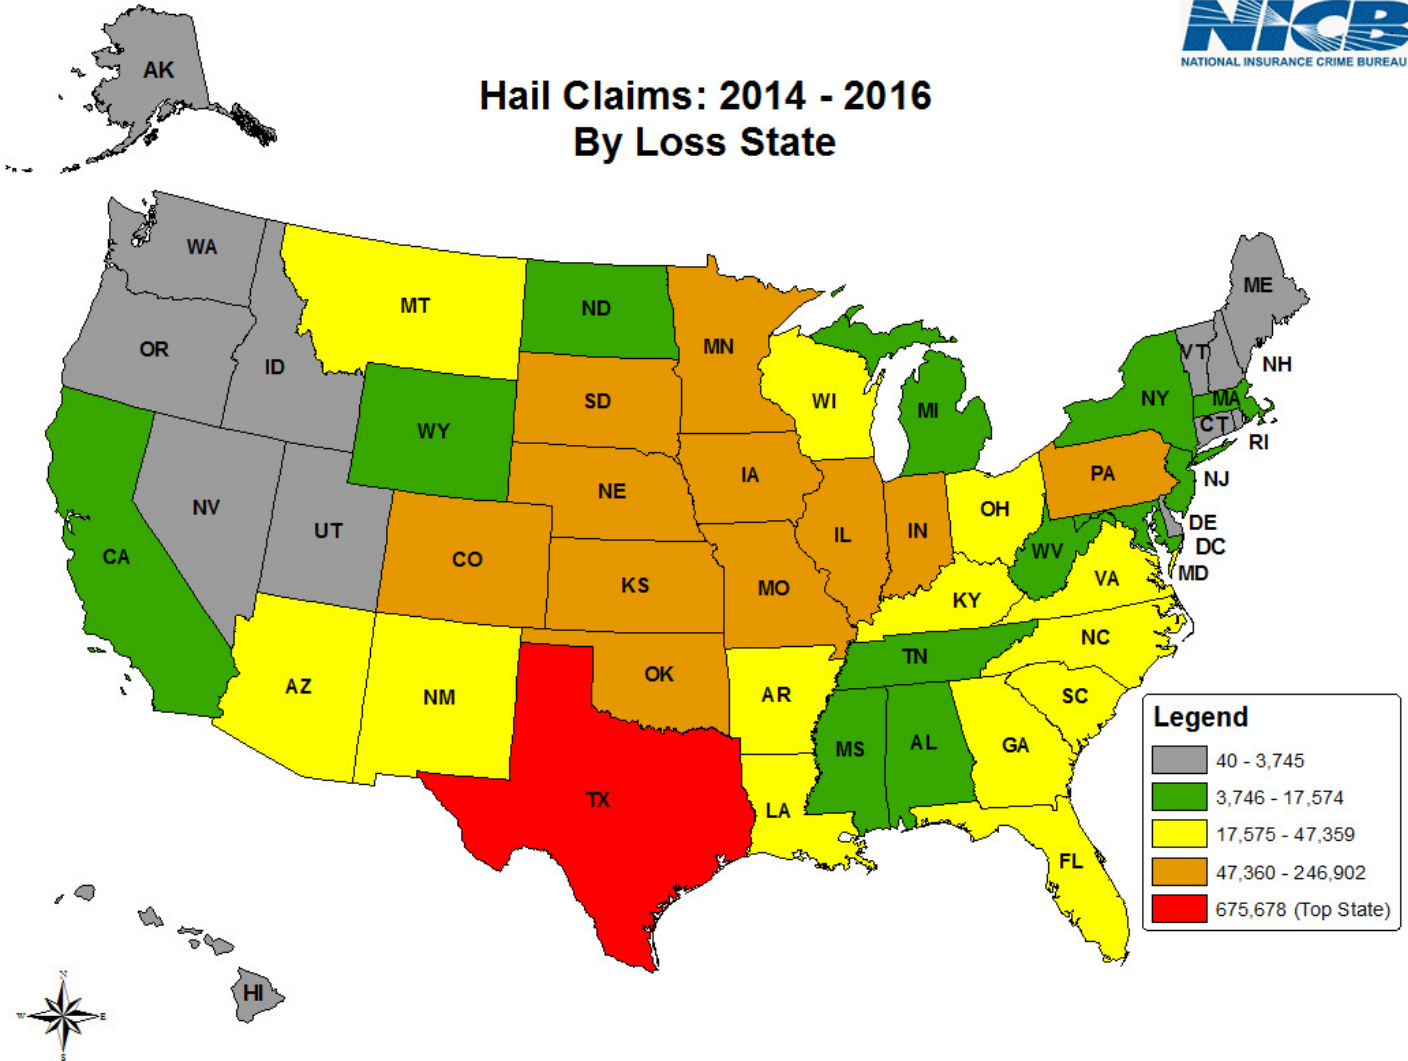 NICB
NATIONAL INSURANCE CRIME BUREAU
Hail Claims: 2014 - 2016
By Loss State
AK
WA
OR
ID
MT
ND
MN
WI
MI
NY
VT
ME
NH
MA
CT
RI
NJ
PA
SD
WY
NE
IA
IL
IN
OH
WV
DE
DC
MD
VA
KY
CA
NV
UT
CO
KS
MO
TN
NC
SC
AZ
NM
OK
AR
MS
AL
GA
LA
TX
FL
HI
Legend
40 - 3,745
3,746 - 17,574
17,575 - 47,359
47,360 - 246,902
675,678 (Top State)
N
W
E
S